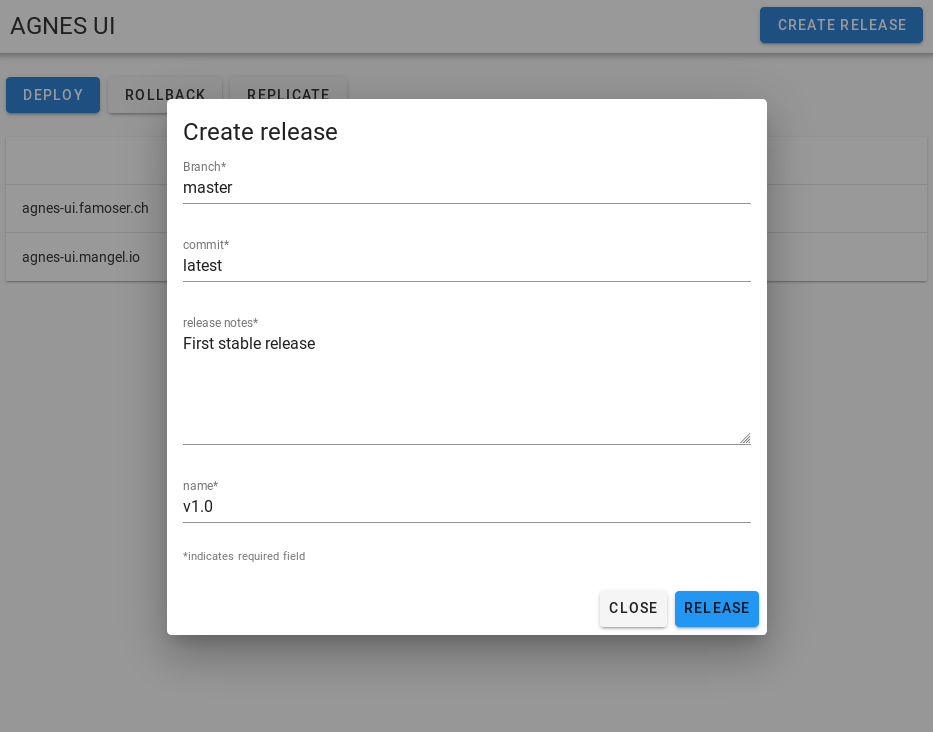 AGNES UI
CREATE RELEASE
DEPLOY
ROLLBACK
REPLICATE
agnes-ui.famoser.ch
agnes-ui.mangel.io
Create release
Branch*
master
commit*
latest
release notes*
First stable release
name*
v1.0
*indicates required field
CLOSE
RELEASE